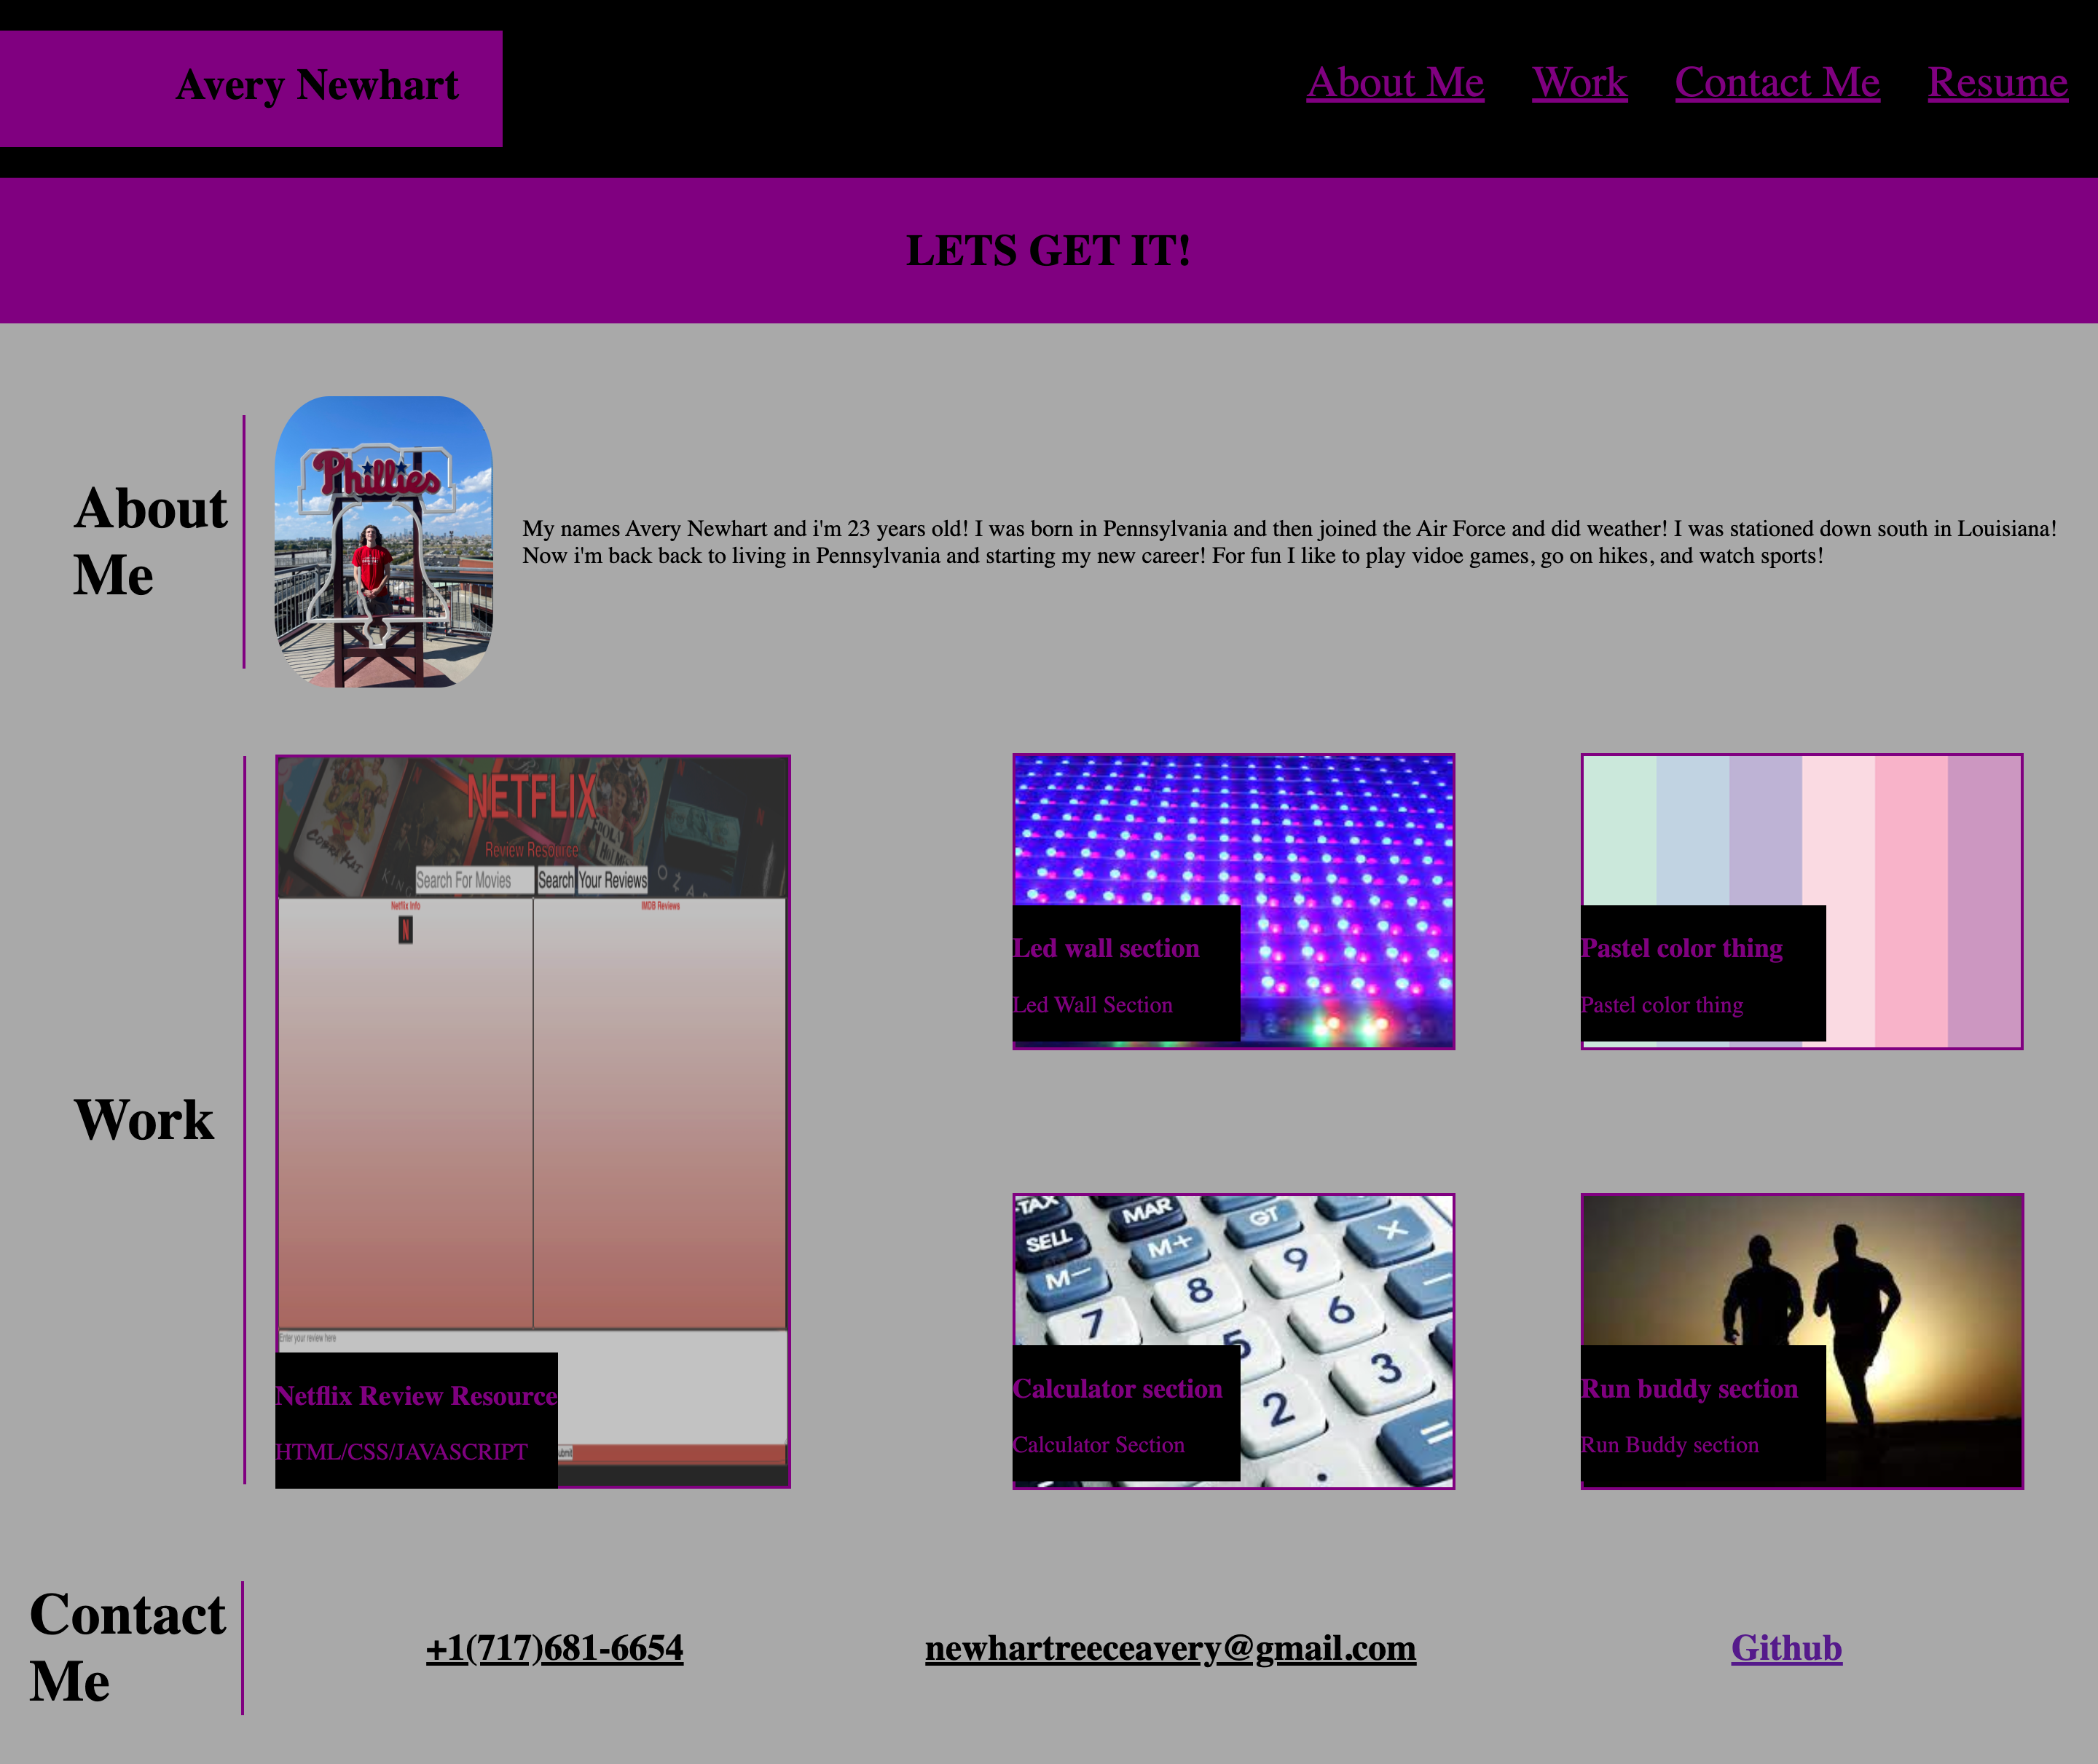 Avery Newhart
About Me Work Contact Me Resume
LETS GET IT!
About
Me
Phillies
My names Avery Newhart and i'm 23 years old! I was born in Pennsylvania and then joined the Air Force and did weather! I was stationed down south in Louisiana!
Now i'm back back to living in Pennsylvania and starting my new career! For fun I like to play vidoe games, go on hikes, and watch sports!
Work
NETFLIX
COBRA KAI
Review Resource
Search For Movies Search Your Reviews
Netflix Info IMDB Reviews
N
Enter your review here
Netflix Review Resource
HTML/CSS/JAVASCRIPT
Led wall section
Led Wall Section
Pastel color thing
Pastel color thing
TAX MAR GT X
SELL M+ 9 —
M— 8 6
7 5 3
2 =
.
Calculator section
Calculator Section
Run buddy section
Run Buddy section
Contact
Me
+1(717)681-6654
newhartreeceavery@gmail.com
Github